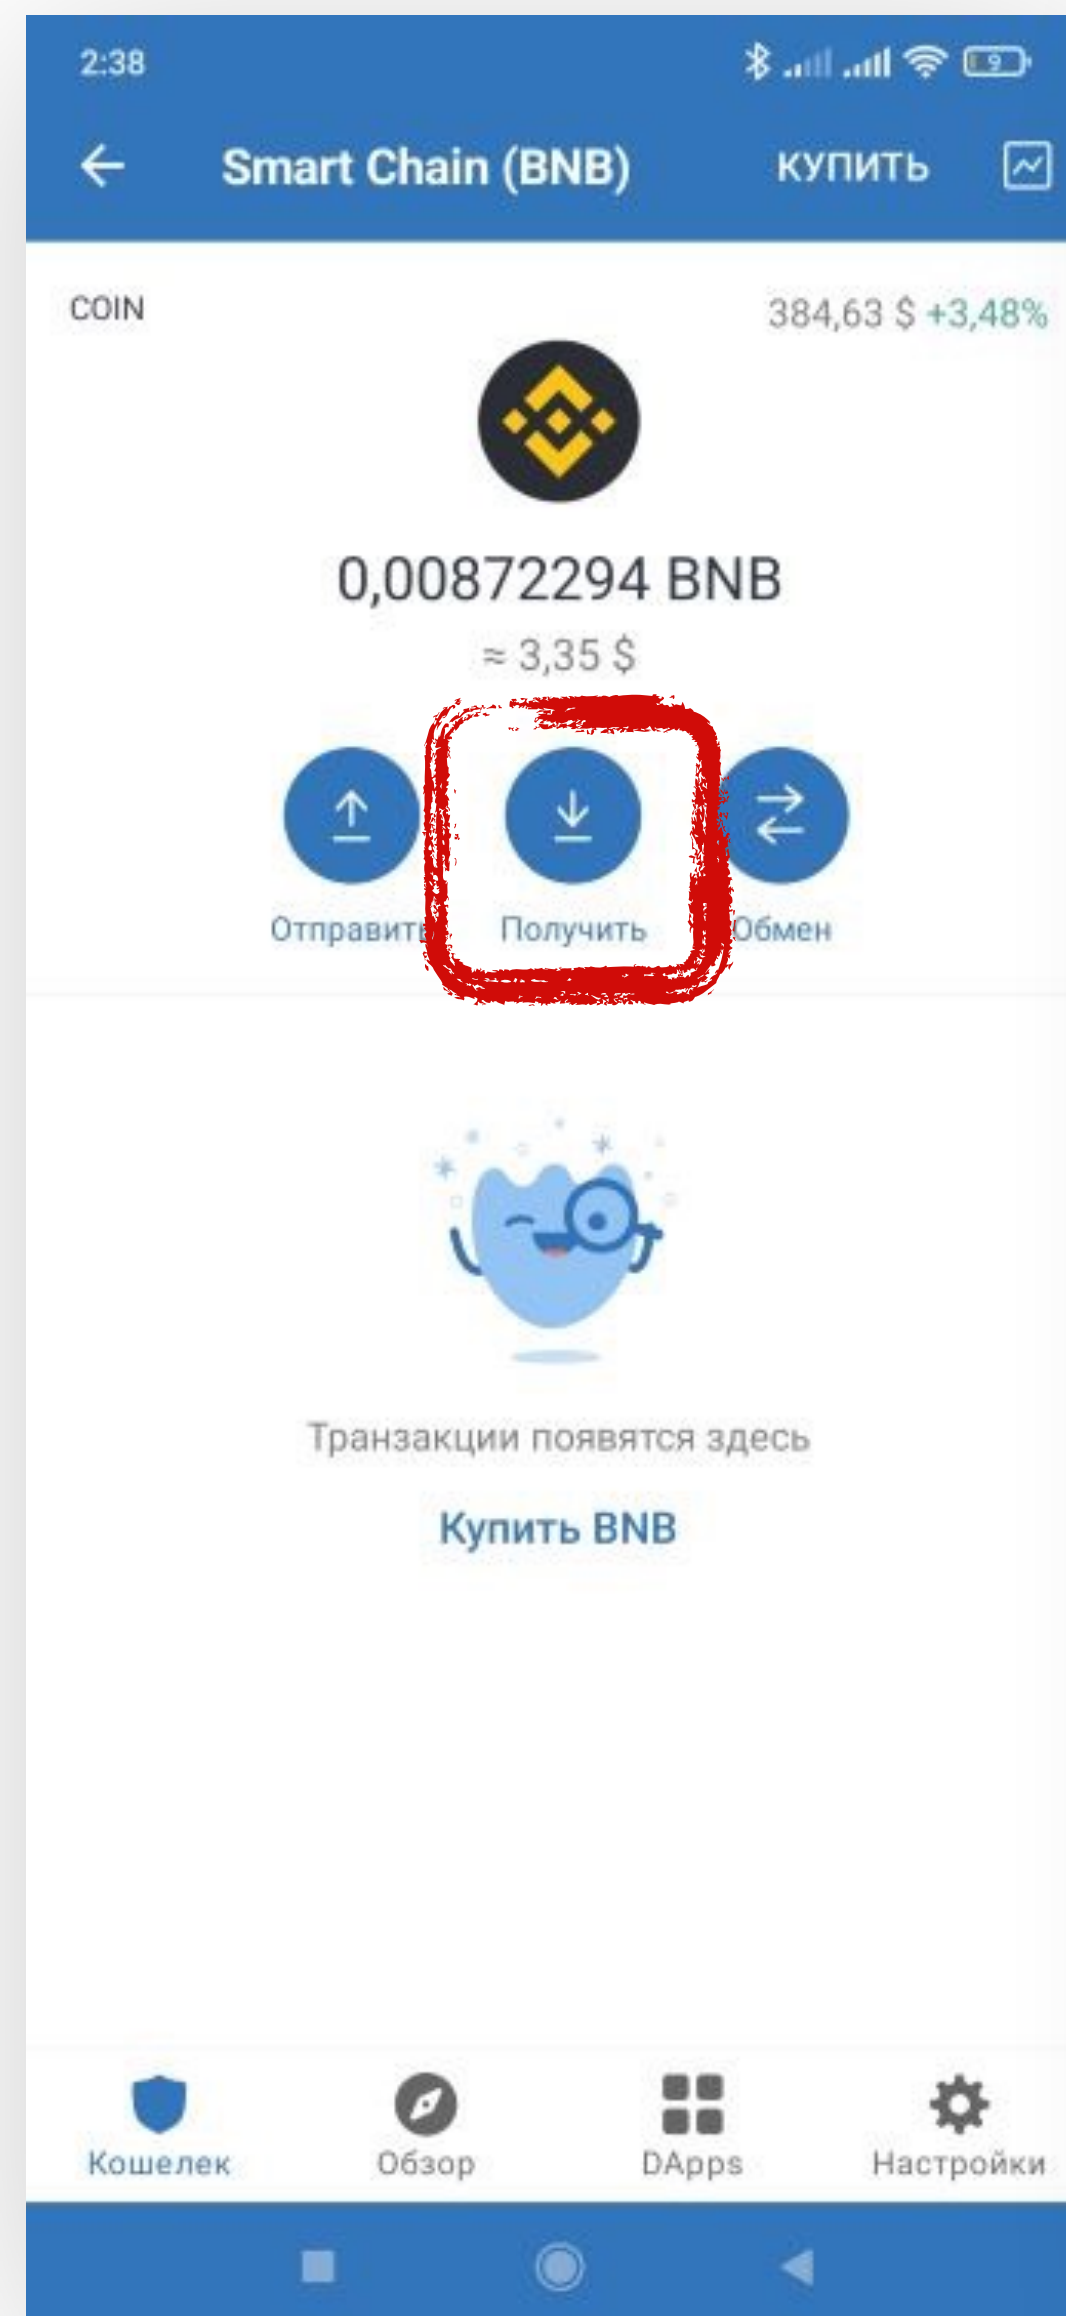 2:38
9
Smart Chain (BNB) КУПИТЬ
COIN
384,63 $ +3,48%
0,00872294 BNB
≈ 3,35 $
Отправить Получить Обмен
Транзакции появятся здесь
Купить BNB
Кошелек Обзор DApps Настройки